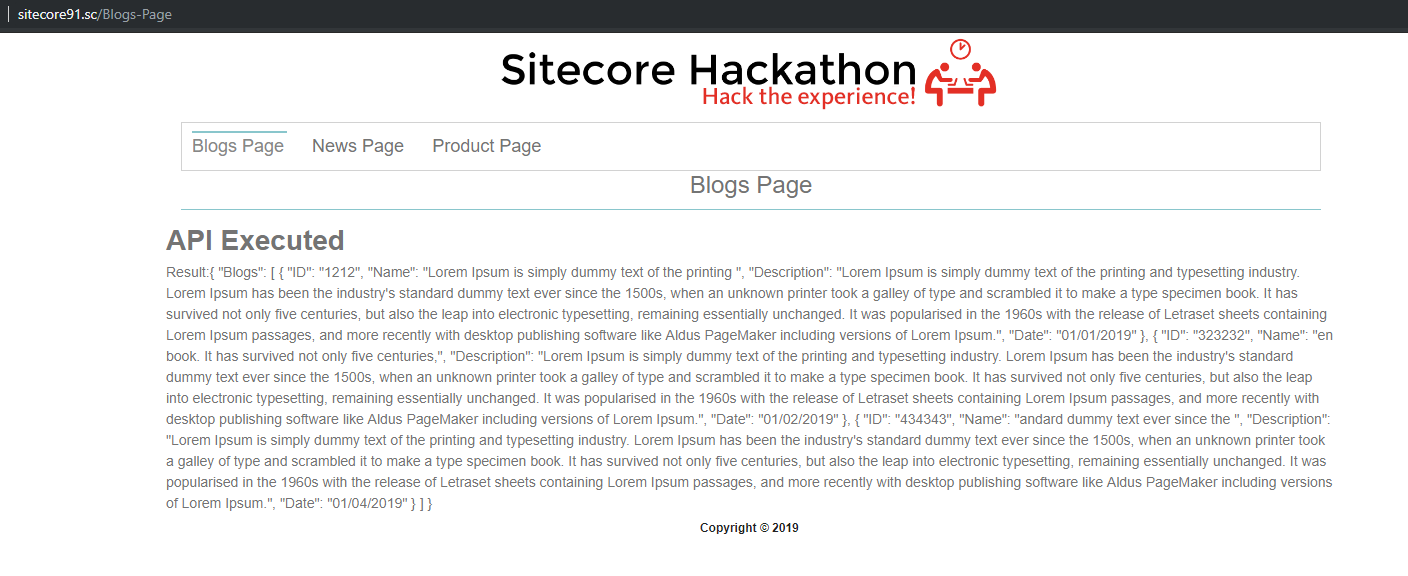 sitecore91.sc/Blogs-Page
Sitecore Hackathon
Hack the experience!
Blogs Page News Page Product Page
Blogs Page
API Executed
Result:{ "Blogs": [ { "ID": "1212", "Name": "Lorem Ipsum is simply dummy text of the printing ", "Description": "Lorem Ipsum is simply dummy text of the printing and typesetting industry.
Lorem Ipsum has been the industry's standard dummy text ever since the 1500s, when an unknown printer took a galley of type and scrambled it to make a type specimen book. It has
survived not only five centuries, but also the leap into electronic typesetting, remaining essentially unchanged. It was popularised in the 1960s with the release of Letraset sheets containing
Lorem Ipsum passages, and more recently with desktop publishing software like Aldus PageMaker including versions of Lorem Ipsum.", "Date": "01/01/2019" }, { "ID": "323232", "Name": "en
book. It has survived not only five centuries,", "Description": "Lorem Ipsum is simply dummy text of the printing and typesetting industry. Lorem Ipsum has been the industry's standard
dummy text ever since the 1500s, when an unknown printer took a galley of type and scrambled it to make a type specimen book. It has survived not only five centuries, but also the leap
into electronic typesetting, remaining essentially unchanged. It was popularised in the 1960s with the release of Letraset sheets containing Lorem Ipsum passages, and more recently with
desktop publishing software like Aldus PageMaker including versions of Lorem Ipsum.", "Date": "01/02/2019" }, { "ID": "434343", "Name": "andard dummy text ever since the ", "Description":
"Lorem Ipsum is simply dummy text of the printing and typesetting industry. Lorem Ipsum has been the industry's standard dummy text ever since the 1500s, when an unknown printer took
a galley of type and scrambled it to make a type specimen book. It has survived not only five centuries, but also the leap into electronic typesetting, remaining essentially unchanged. It was
popularised in the 1960s with the release of Letraset sheets containing Lorem Ipsum passages, and more recently with desktop publishing software like Aldus PageMaker including versions
of Lorem Ipsum.", "Date": "01/04/2019" } ] }
Copyright © 2019